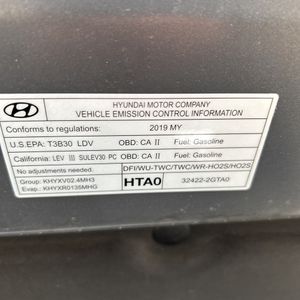 HYUNDAI MOTOR COMPANY
VEHICLE EMISSION CONTROL INFORMATION
Conforms to regulations: 2019 MY
U.S.EPA: T3B30 LDV OBD: CA II Fuel: Gasoline
California: LEV III SULEV30 PC OBD: CA II Fuel: Gasoline
No adjustments needed. DFI/WU-TWC/TWC/WR-HO2S/HO2S
Group: KHYXV02.4MH3
Evap: KHYXR0135MHG
HTA0 32422-2GTA0